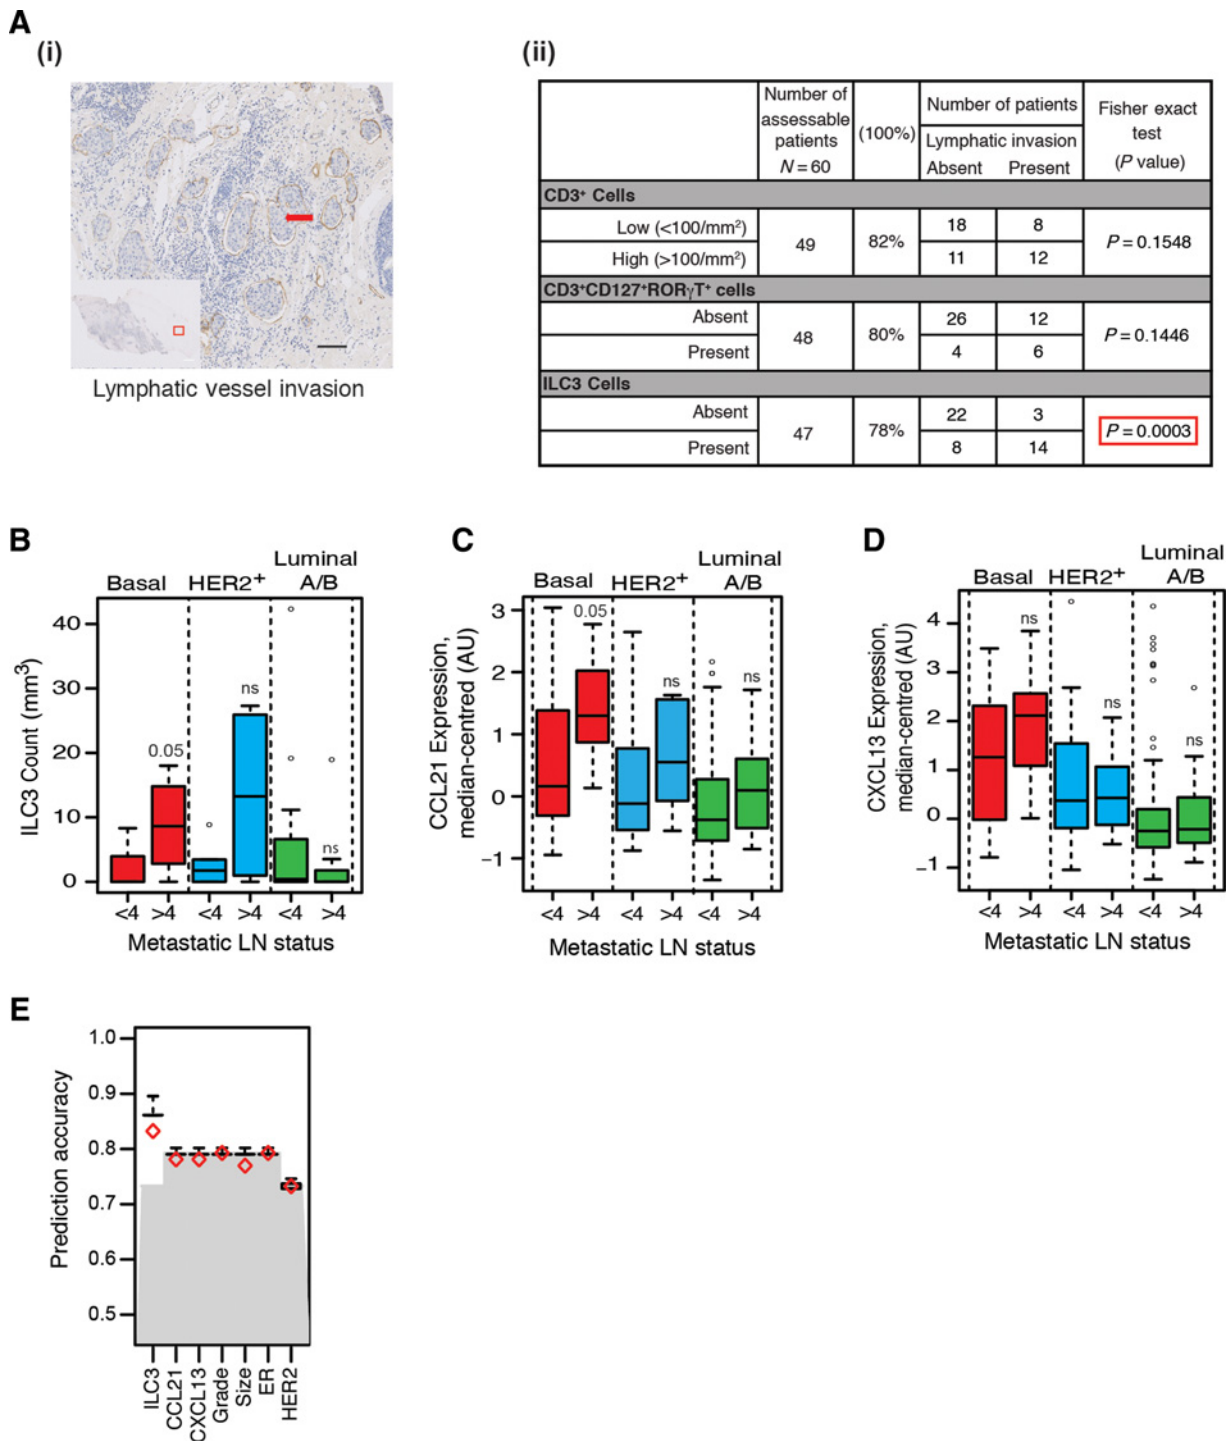 A
(i)
Lymphatic vessel invasion
(ii)
Number of assessable patients N = 60
(100%)
Number of patients
Lymphatic invasion
Absent Present
Fisher exact test (P value)
CD3+ Cells
Low (<100/mm²) 49 82% 18 8 P = 0.1548
High (>100/mm²) 11 12
CD3+CD127+RORγT+ cells
Absent 48 80% 26 12 P = 0.1446
Present 4 6
ILC3 Cells
Absent 47 78% 22 3 P = 0.0003
Present 8 14
B
Basal HER2+ Luminal A/B
ILC3 Count (mm³)
40
30
20
10
0
0.05
ns
ns
<4 >4 <4 >4 <4 >4
Metastatic LN status
C
Basal HER2+ Luminal A/B
CCL21 Expression, median-centred (AU)
3
2
1
0
−1
0.05
ns
ns
<4 >4 <4 >4 <4 >4
Metastatic LN status
D
Basal HER2+ Luminal A/B
CXCL13 Expression, median-centred (AU)
4
3
2
1
0
−1
ns
ns
ns
<4 >4 <4 >4 <4 >4
Metastatic LN status
E
Prediction accuracy
1.0
0.9
0.8
0.7
0.6
0.5
ILC3
CCL21
CXCL13
Grade
Size
ER
HER2